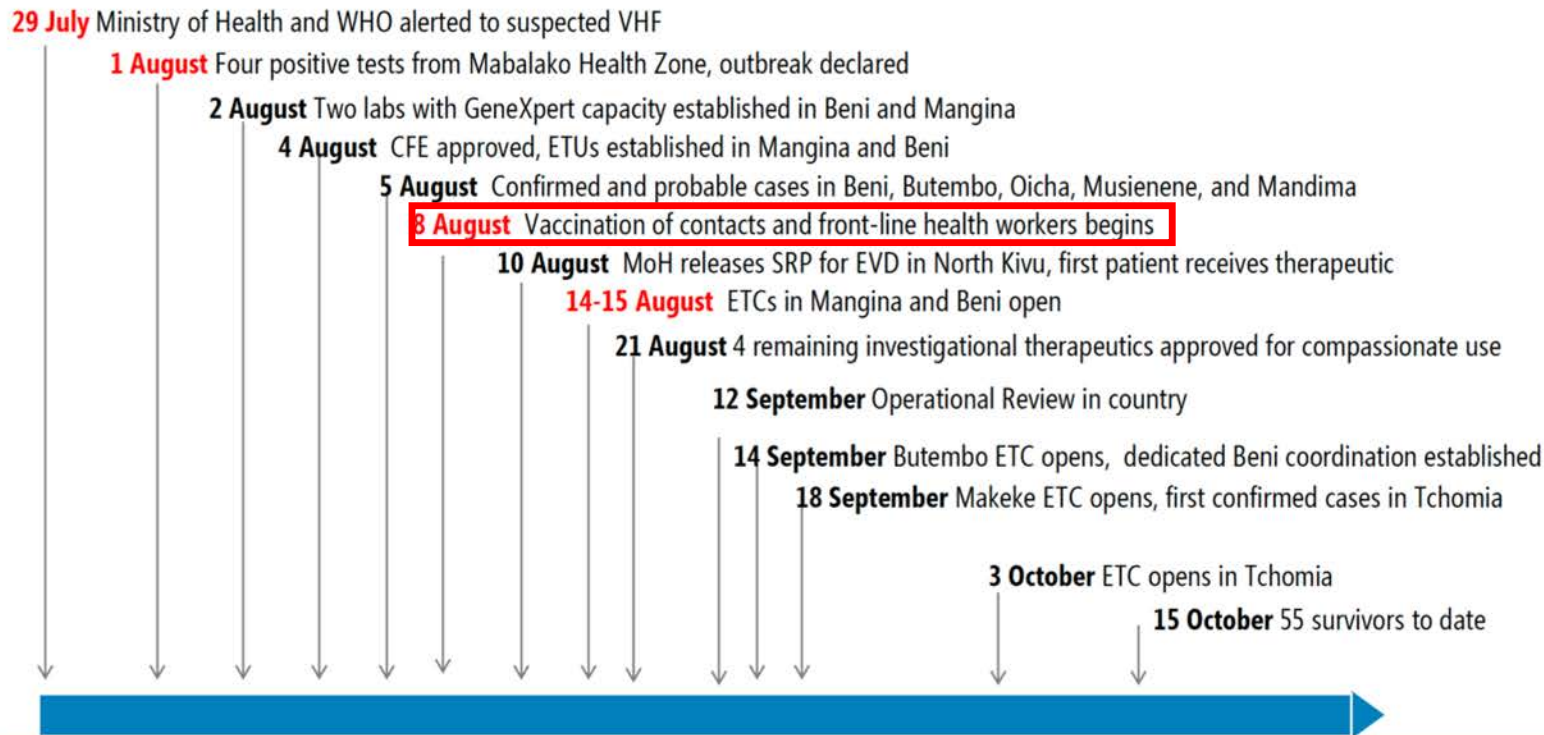 29 July Ministry of Health and WHO alerted to suspected VHF
1 August Four positive tests from Mabalako Health Zone, outbreak declared
2 August Two labs with GeneXpert capacity established in Beni and Mangina
4 August CFE approved, ETUs established in Mangina and Beni
5 August Confirmed and probable cases in Beni, Butembo, Oicha, Musienene, and Mandima
8 August Vaccination of contacts and front-line health workers begins
10 August MoH releases SRP for EVD in North Kivu, first patient receives therapeutic
14-15 August ETCs in Mangina and Beni open
21 August 4 remaining investigational therapeutics approved for compassionate use
12 September Operational Review in country
14 September Butembo ETC opens, dedicated Beni coordination established
18 September Makeke ETC opens, first confirmed cases in Tchomia
3 October ETC opens in Tchomia
15 October 55 survivors to date